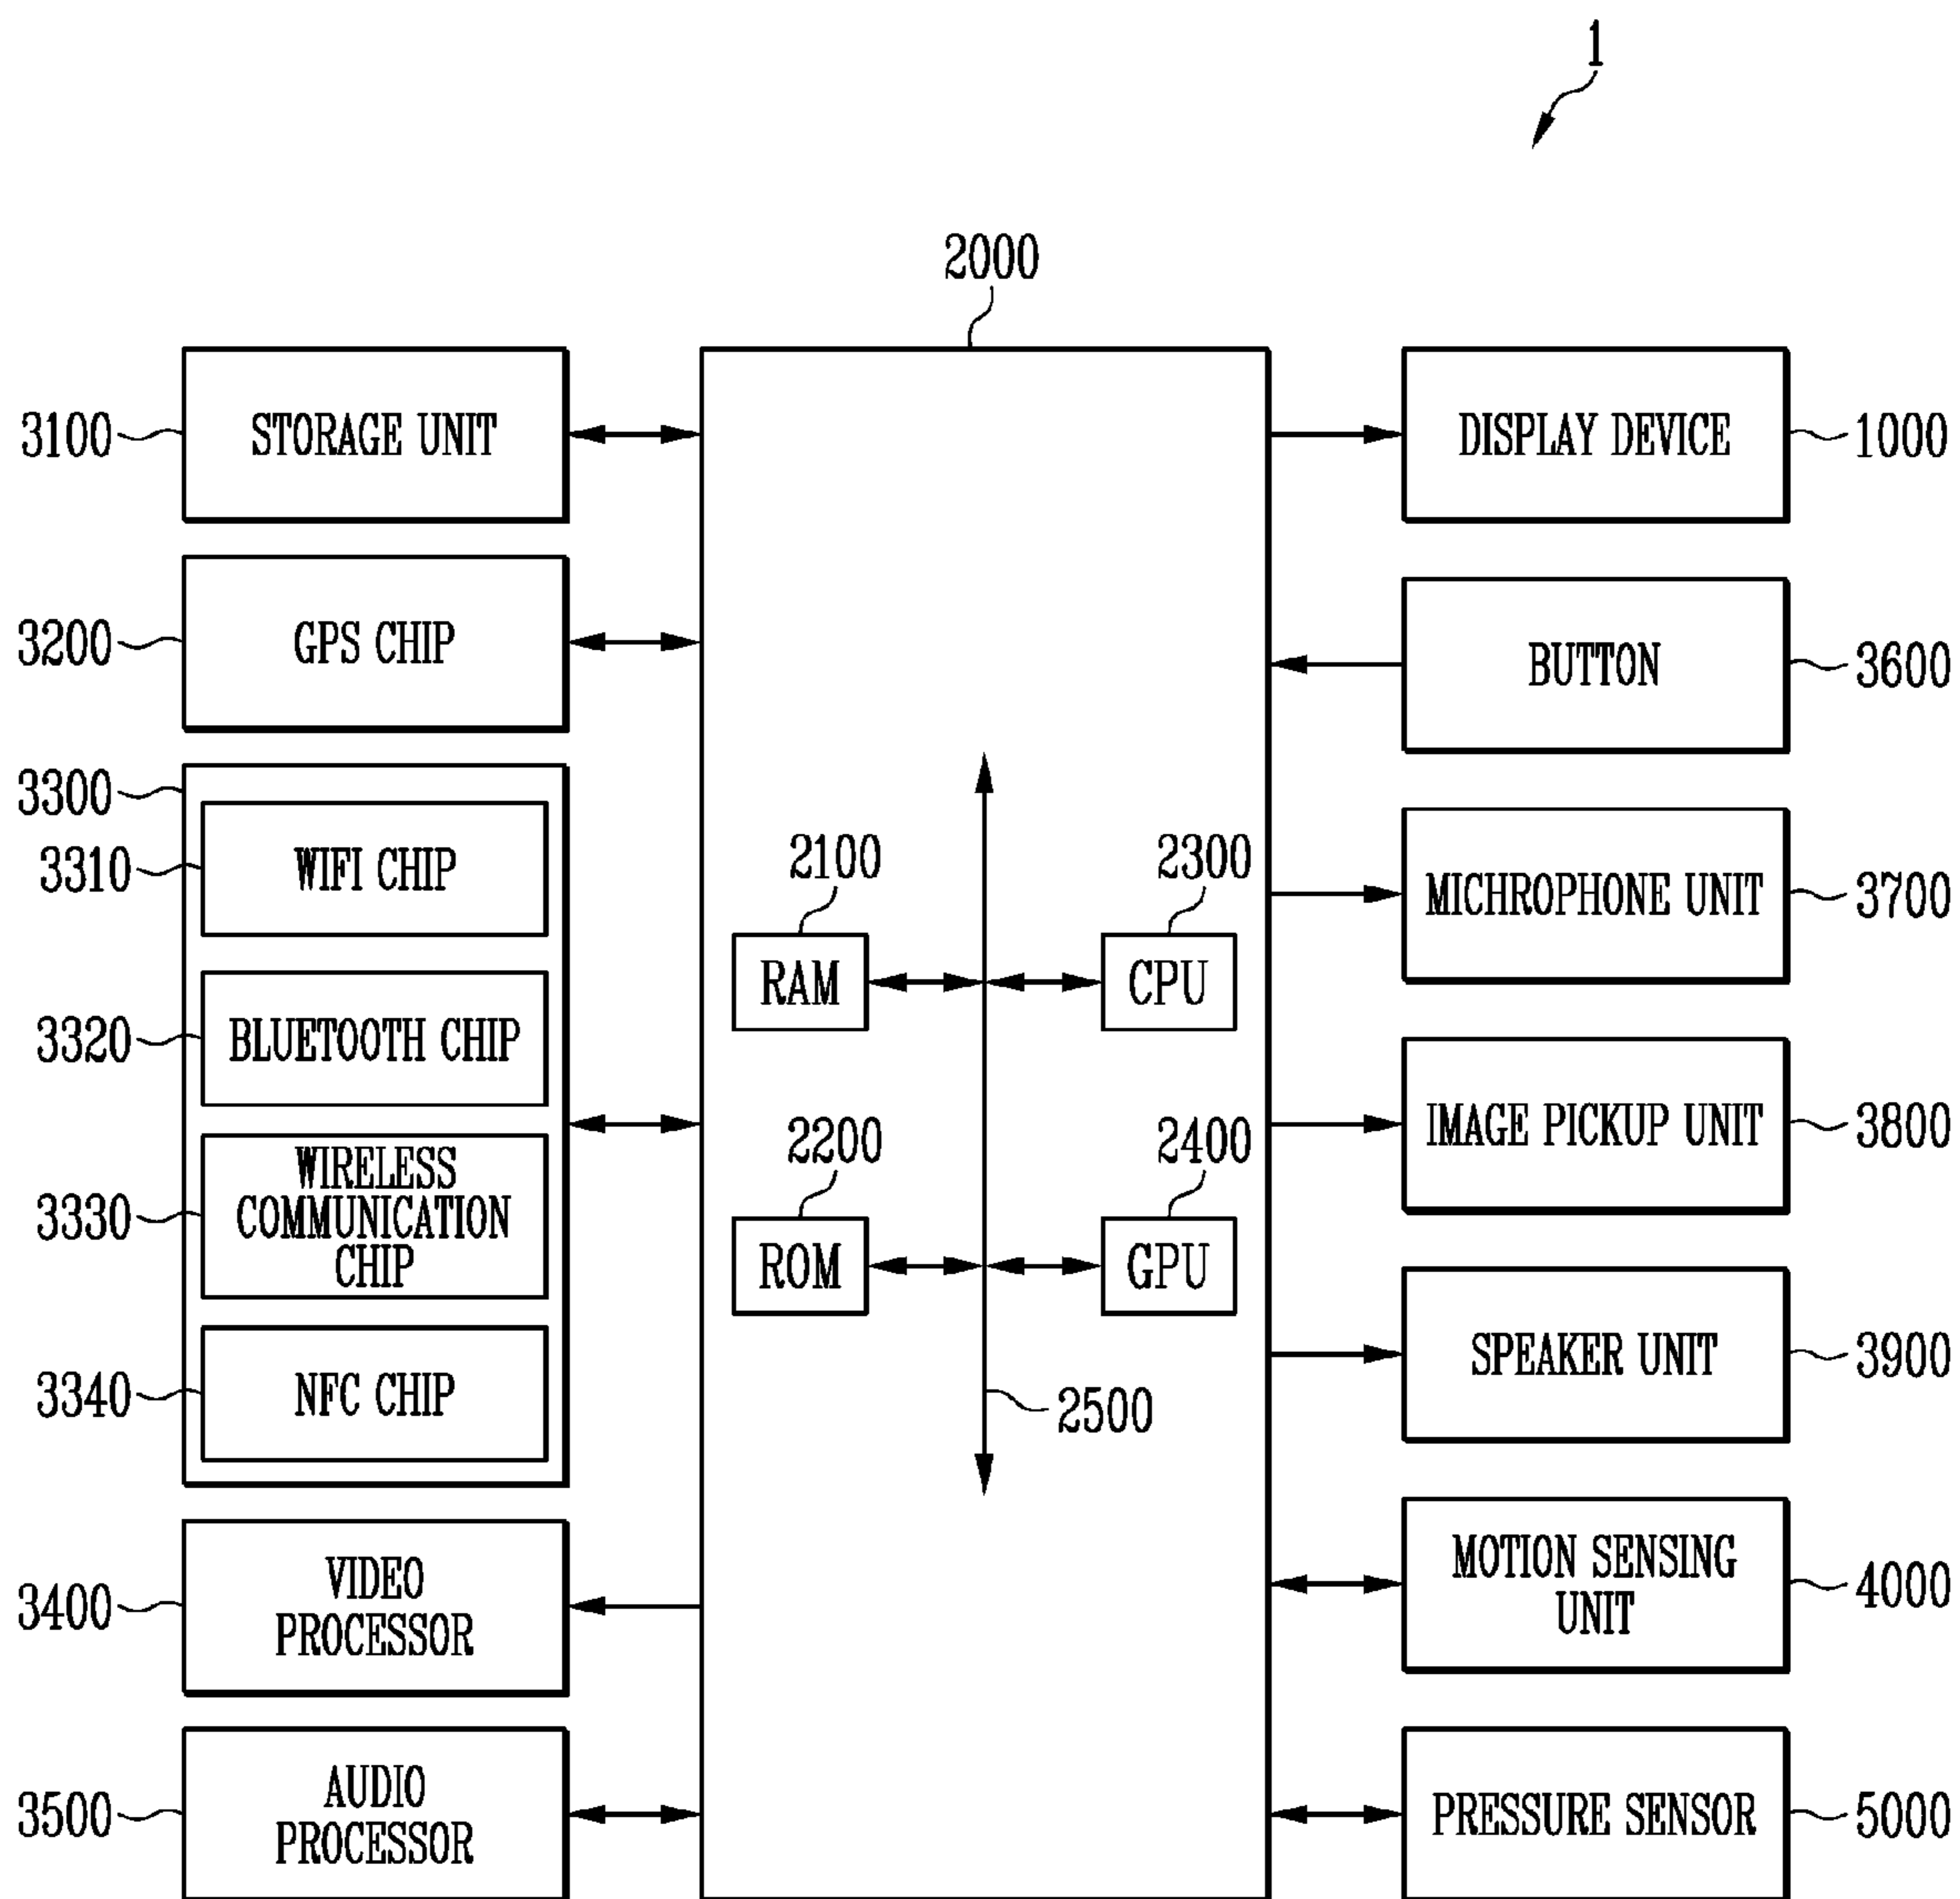 1
2000
3100
STORAGE UNIT
3200
GPS CHIP
3300
3310
WIFI CHIP
3320
BLUETOOTH CHIP
3330
WIRELESS
COMMUNICATION
CHIP
3340
NFC CHIP
3400
VIDEO
PROCESSOR
3500
AUDIO
PROCESSOR
2100
RAM
2300
CPU
2200
ROM
2400
GPU
2500
DISPLAY DEVICE
1000
BUTTON
3600
MICHROPHONE UNIT
3700
IMAGE PICKUP UNIT
3800
SPEAKER UNIT
3900
MOTION SENSING
UNIT
4000
PRESSURE SENSOR
5000